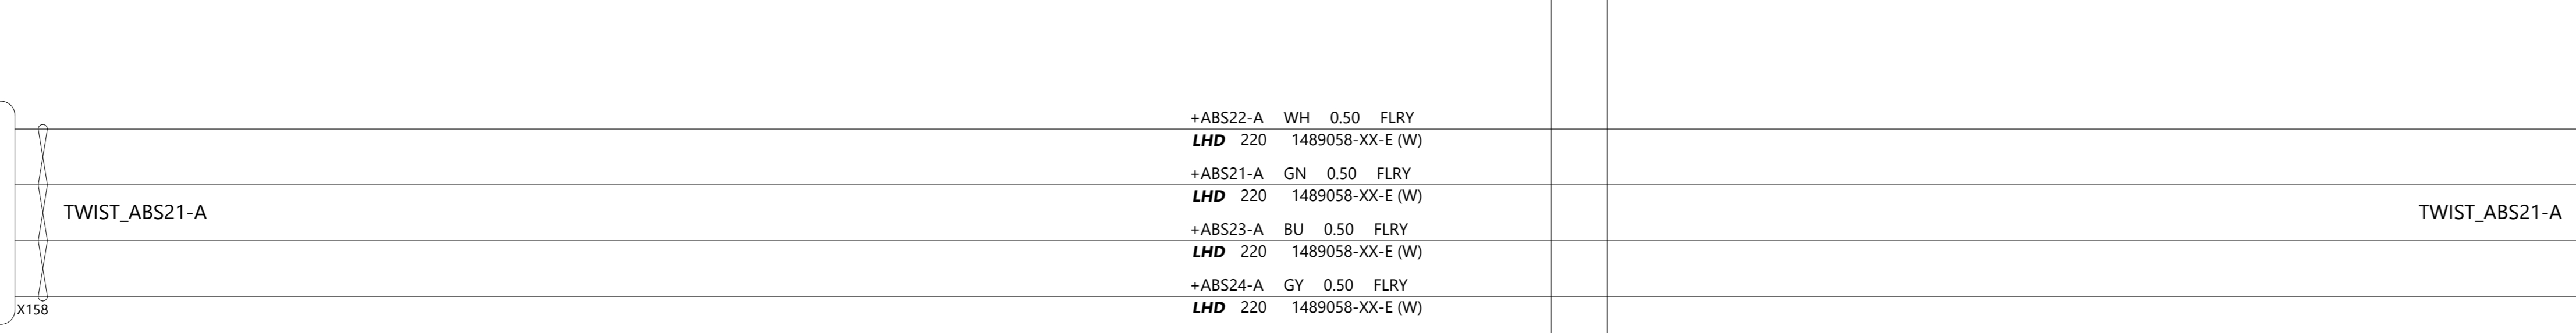 +ABS22-A WH 0.50 FLRY
LHD 220 1489058-XX-E (W)
+ABS21-A GN 0.50 FLRY
LHD 220 1489058-XX-E (W)
TWIST_ABS21-A TWIST_ABS21-A
+ABS23-A BU 0.50 FLRY
LHD 220 1489058-XX-E (W)
+ABS24-A GY 0.50 FLRY
LHD 220 1489058-XX-E (W)
X158